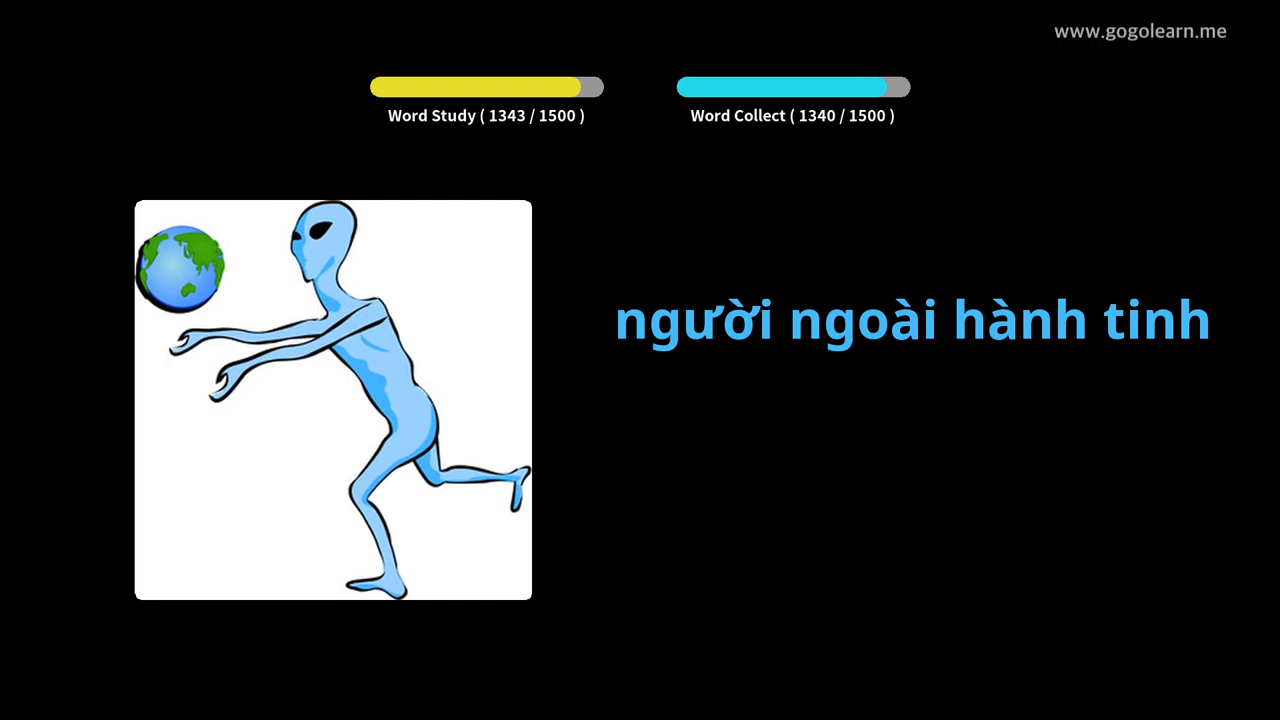 www.gogolearn.me
Word Study ( 1343 / 1500 )
Word Collect ( 1340 / 1500 )
người ngoài hành tinh